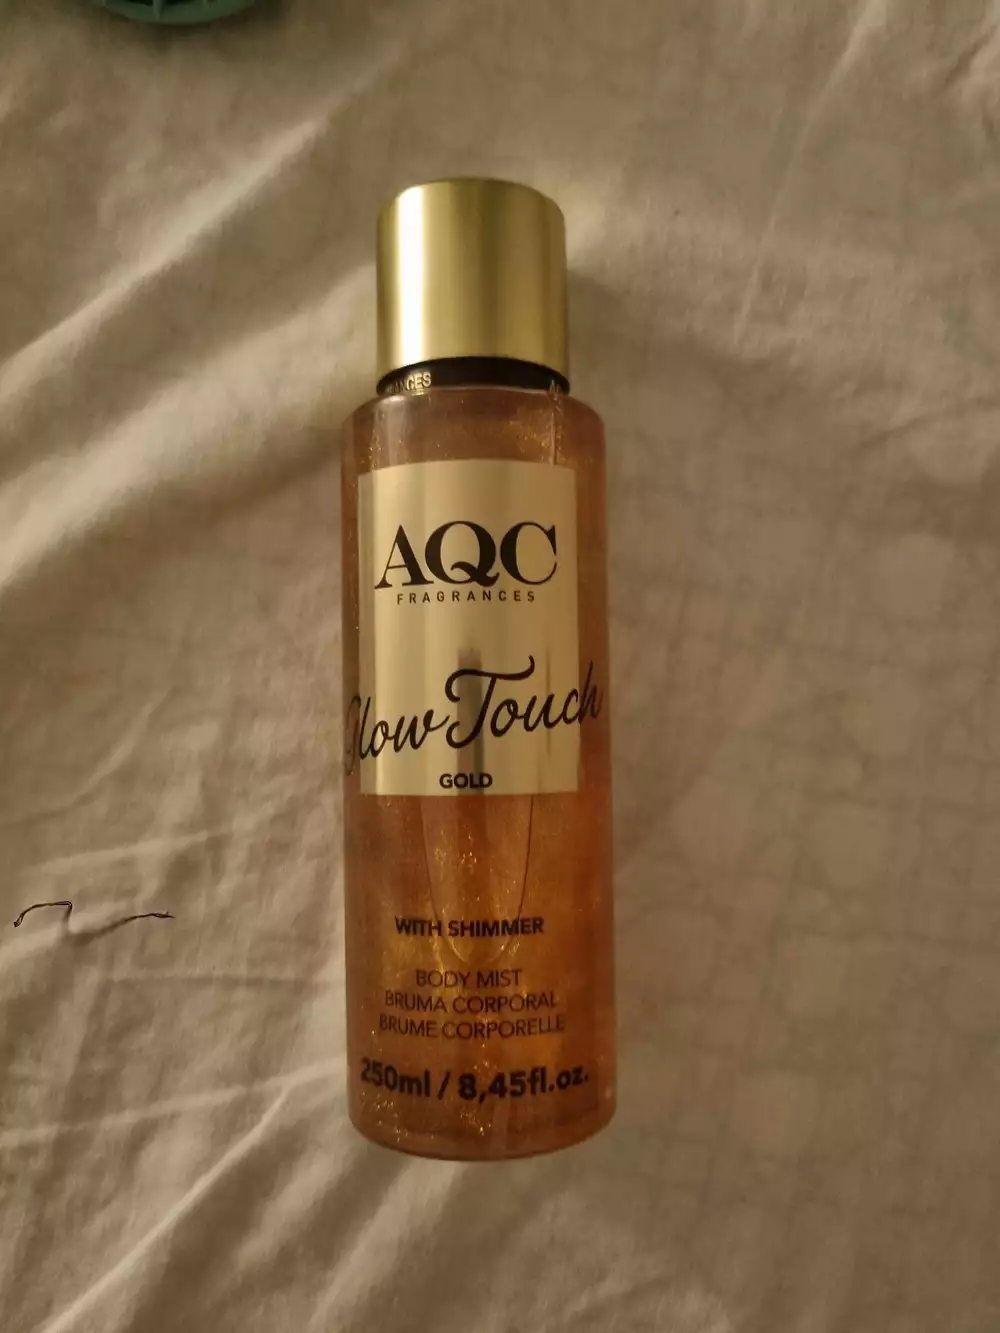 AQC
FRAGRANCES
Glow Touch
GOLD
WITH SHIMMER
BODY MIST
BRUMA CORPORAL
BRUME CORPORELLE
250ml / 8,45fl.oz.